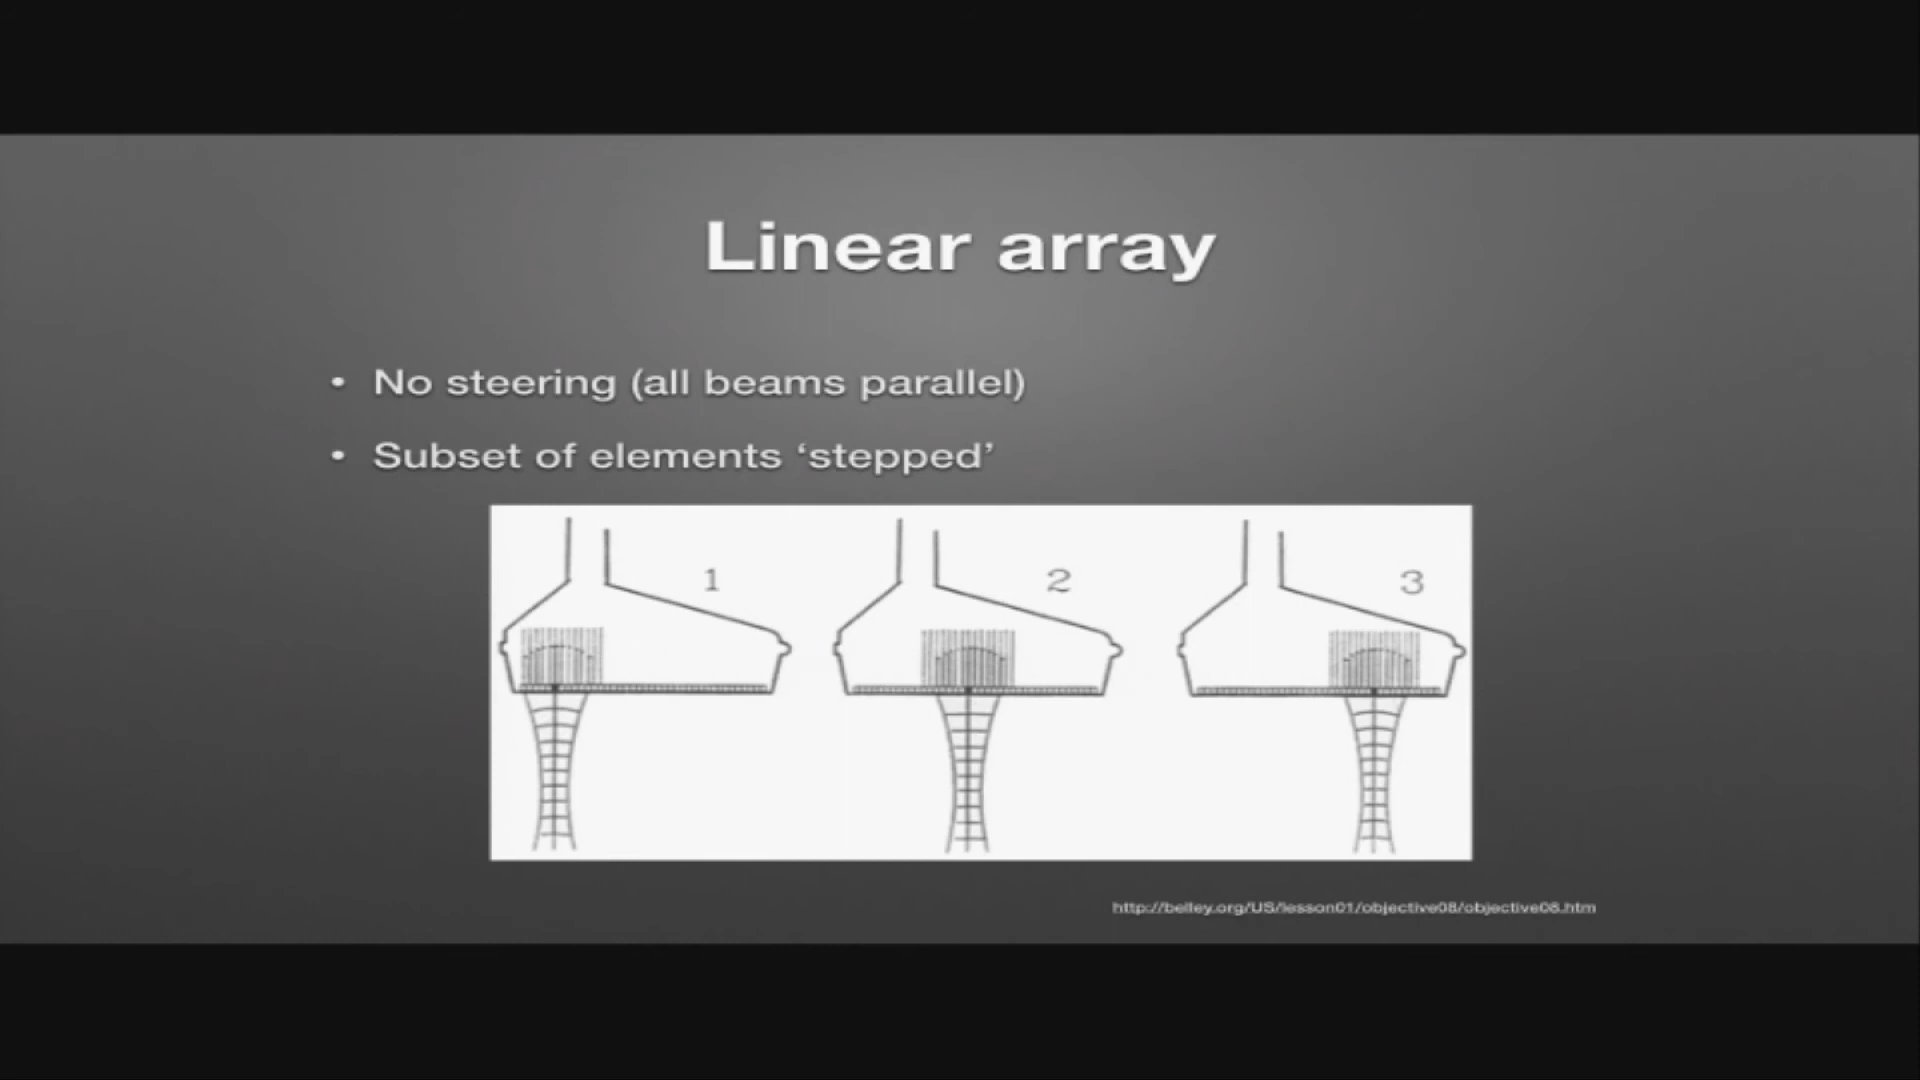 Linear array
• No steering (all beams parallel)
• Subset of elements ‘stepped’
1 2 3
http://belley.org/US/lesson01/objective08/objective08.htm